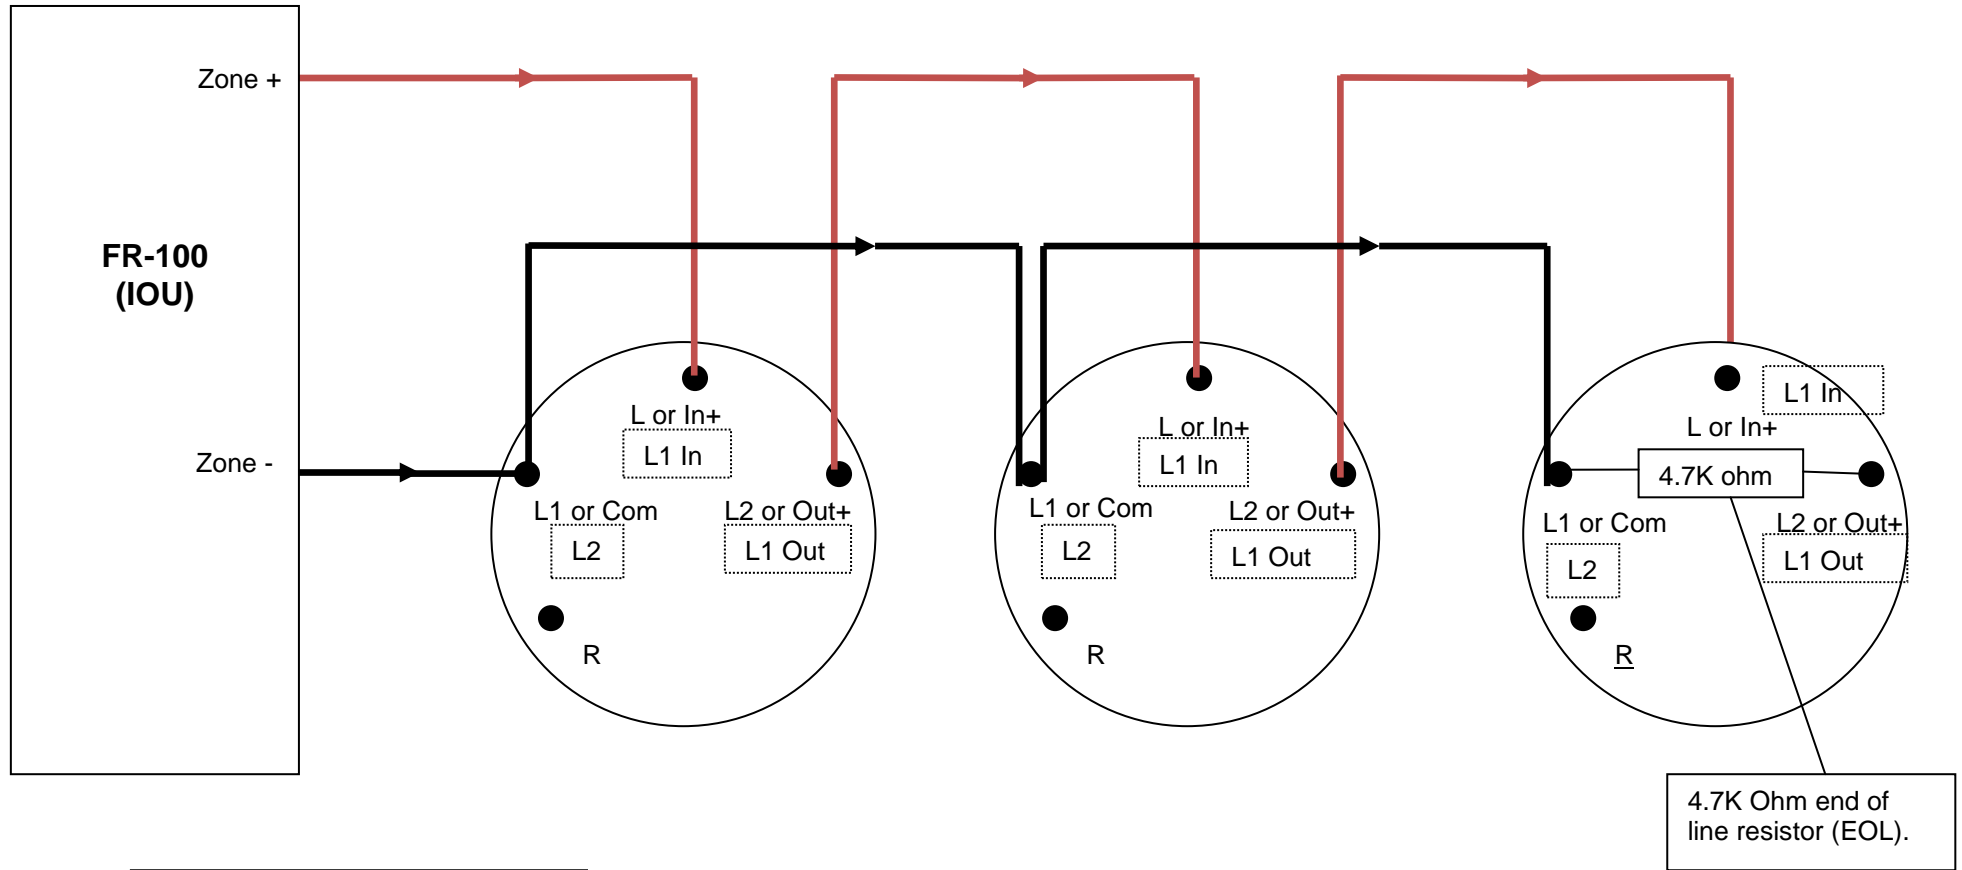 Zone +
FR-100
(IOU)
Zone -
L or In+
L1 In
L1 or Com
L2
L2 or Out+
L1 Out
R
L or In+
L1 In
L1 or Com
L2
L2 or Out+
L1 Out
R
L1 In
L or In+
4.7K ohm
L1 or Com
L2
L2 or Out+
L1 Out
R
4.7K Ohm end of
line resistor (EOL).